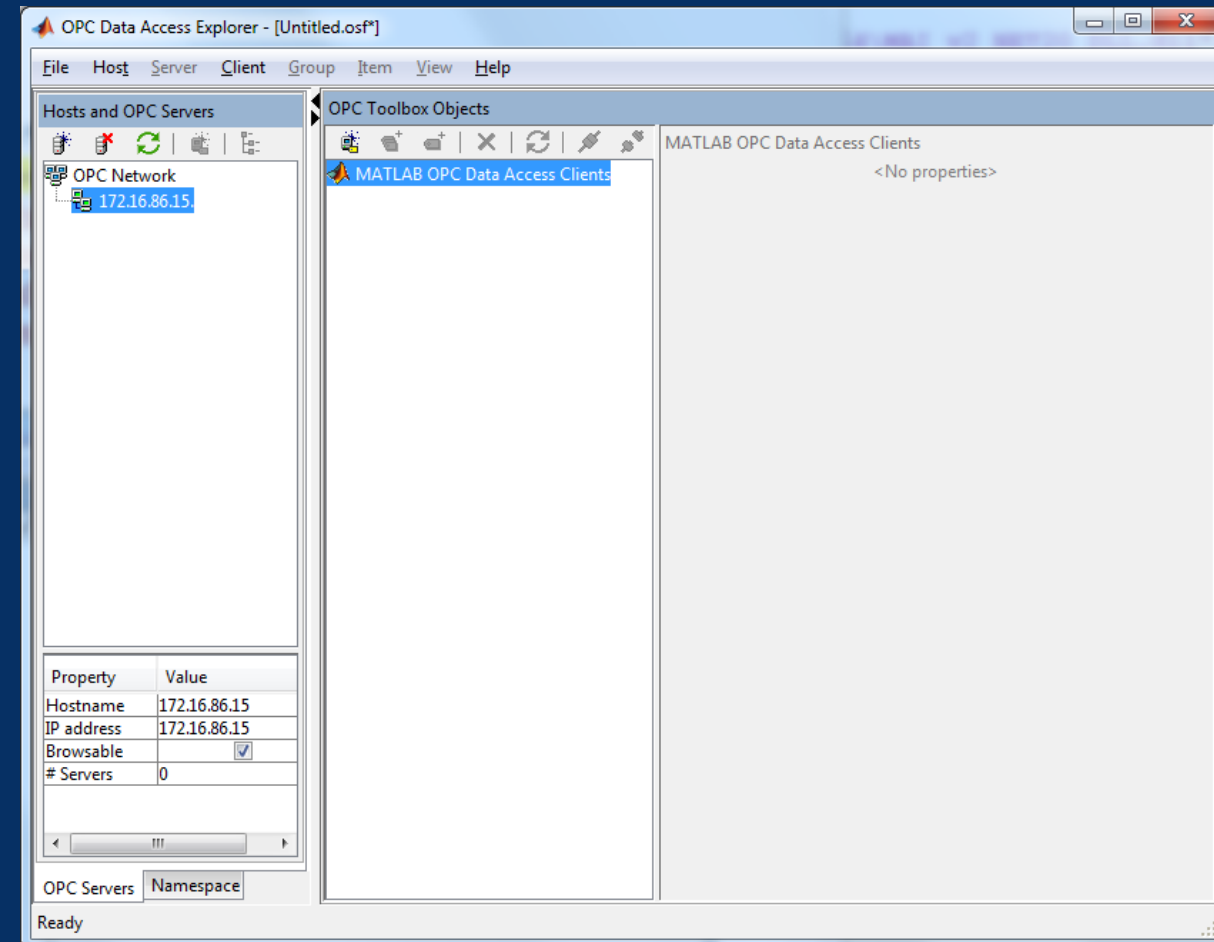 OPC Data Access Explorer - [Untitled.osf*]
File Host Server Client Group Item View Help
Hosts and OPC Servers
OPC Network
172.16.86.15.
Property Value
Hostname 172.16.86.15
IP address 172.16.86.15
Browsable
# Servers 0
OPC Servers Namespace
OPC Toolbox Objects
MATLAB OPC Data Access Clients
MATLAB OPC Data Access Clients
<No properties>
Ready